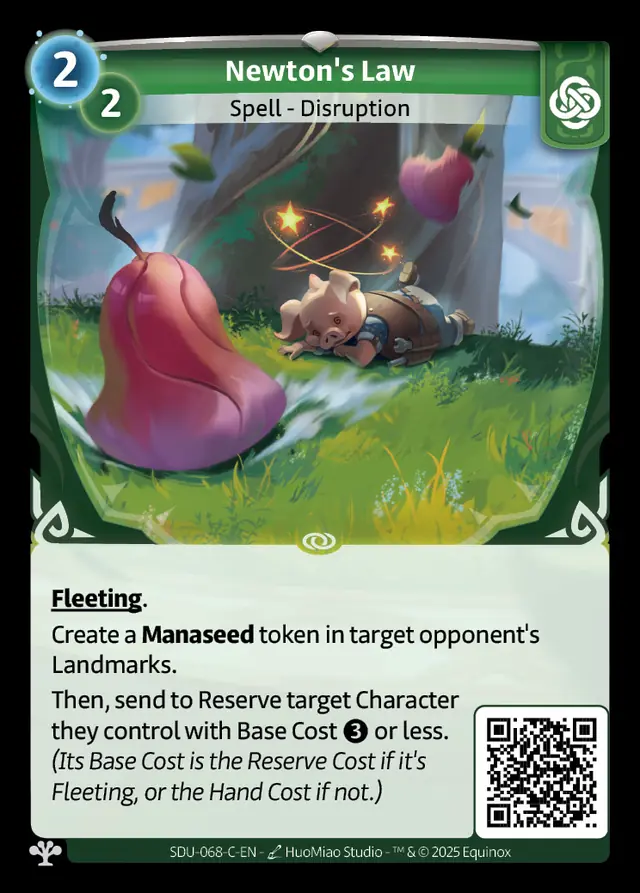 2
2
Newton's Law
Spell - Disruption
Fleeting.
Create a Manaseed token in target opponent's
Landmarks.
Then, send to Reserve target Character
they control with Base Cost 3 or less.
(Its Base Cost is the Reserve Cost if it's
Fleeting, or the Hand Cost if not.)
SDU-068-C-EN - HuoMiao Studio - ™ & © 2025 Equinox